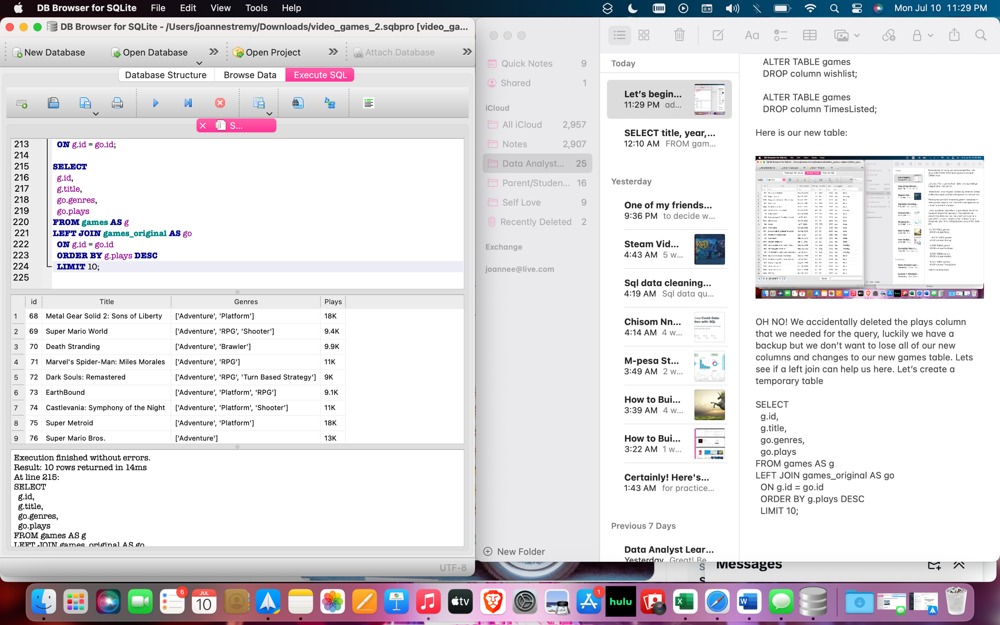 DB Browser for SQLite File Edit View Tools Help Mon Jul 10 11:29 PM
DB Browser for SQLite - /Users/joannestremy/Downloads/video_games_2.sqbpro [video_ga...
New Database Open Database Open Project Attach Database
Database Structure Browse Data Execute SQL
S...
213 ON g.id = go.id;
214
215 SELECT
216 g.id,
217 g.title,
218 go.genres,
219 go.plays
220 FROM games AS g
221 LEFT JOIN games_original AS go
222 ON g.id = go.id
223 ORDER BY g.plays DESC
224 LIMIT 10;
225
id Title Genres Plays
1 68 Metal Gear Solid 2: Sons of Liberty ['Adventure', 'Platform'] 18K
2 69 Super Mario World ['Adventure', 'RPG', 'Shooter'] 9.4K
3 70 Death Stranding ['Adventure', 'Brawler'] 9.9K
4 71 Marvel's Spider-Man: Miles Morales ['Adventure', 'RPG'] 11K
5 72 Dark Souls: Remastered ['Adventure', 'RPG', 'Turn Based Strategy'] 9K
6 73 EarthBound ['Adventure', 'Platform', 'RPG'] 9.1K
7 74 Castlevania: Symphony of the Night ['Adventure', 'Platform', 'Shooter'] 11K
8 75 Super Metroid ['Adventure', 'Platform'] 18K
9 76 Super Mario Bros. ['Adventure'] 13K
Execution finished without errors.
Result: 10 rows returned in 14ms
At line 215:
SELECT
g.id,
g.title,
go.genres,
go.plays
FROM games AS g
LEFT JOIN games_original AS go
UTF-8
Quick Notes 9
Shared 1
iCloud
All iCloud 2,957
Notes 2,907
Data Analyst... 25
Parent/Studen... 16
Self Love 9
Recently Deleted 2
Exchange
joannee@live.com
New Folder
Today
Let's begin...
11:29 PM ad...
SELECT title, year,...
12:10 AM FROM gam...
Yesterday
One of my friends...
9:36 PM to decide w...
Steam Vid...
4:43 AM 5 w...
Sql data cleaning...
4:19 AM Sql data qu...
Chisom Nn...
4:14 AM 4 w...
M-pesa St...
3:49 AM 2 w...
How to Bui...
3:39 AM 4 w...
How to Bui...
3:22 AM 1 w...
Certainly! Here's...
1:43 AM for practice...
Previous 7 Days
Data Analyst Lear...
Yesterday Great! Be
Aa
ALTER TABLE games
DROP column wishlist;
ALTER TABLE games
DROP column TimesListed;
Here is our new table:
OH NO! We accidentally deleted the plays column
that we needed for the query, luckily we have a
backup but we don't want to lose all of our new
columns and changes to our new games table. Lets
see if a left join can help us here. Let's create a
temporary table
SELECT
g.id,
g.title,
go.genres,
go.plays
FROM games AS g
LEFT JOIN games_original AS go
ON g.id = go.id
ORDER BY g.plays DESC
LIMIT 10;
Messages
6 JUL 10 tv 1 hulu X W